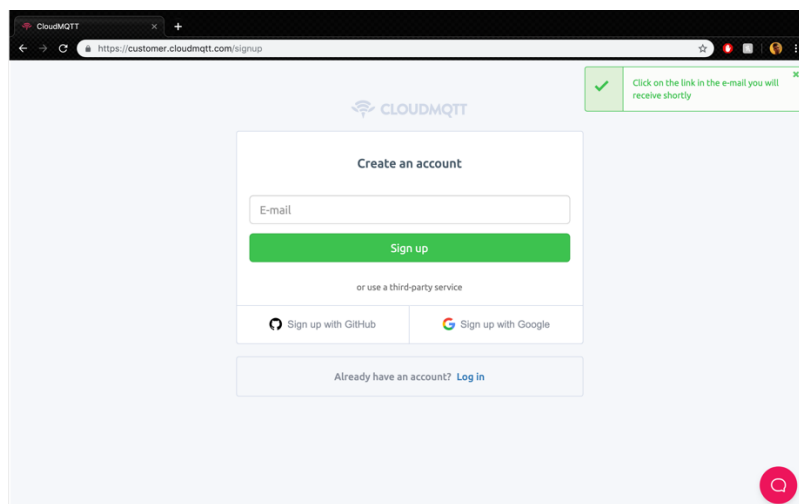 CloudMQTT
https://customer.cloudmqtt.com/signup
Click on the link in the e-mail you will
receive shortly
CLOUDMQTT
Create an account
E-mail
Sign up
or use a third-party service
Sign up with GitHub
Sign up with Google
Already have an account? Log in